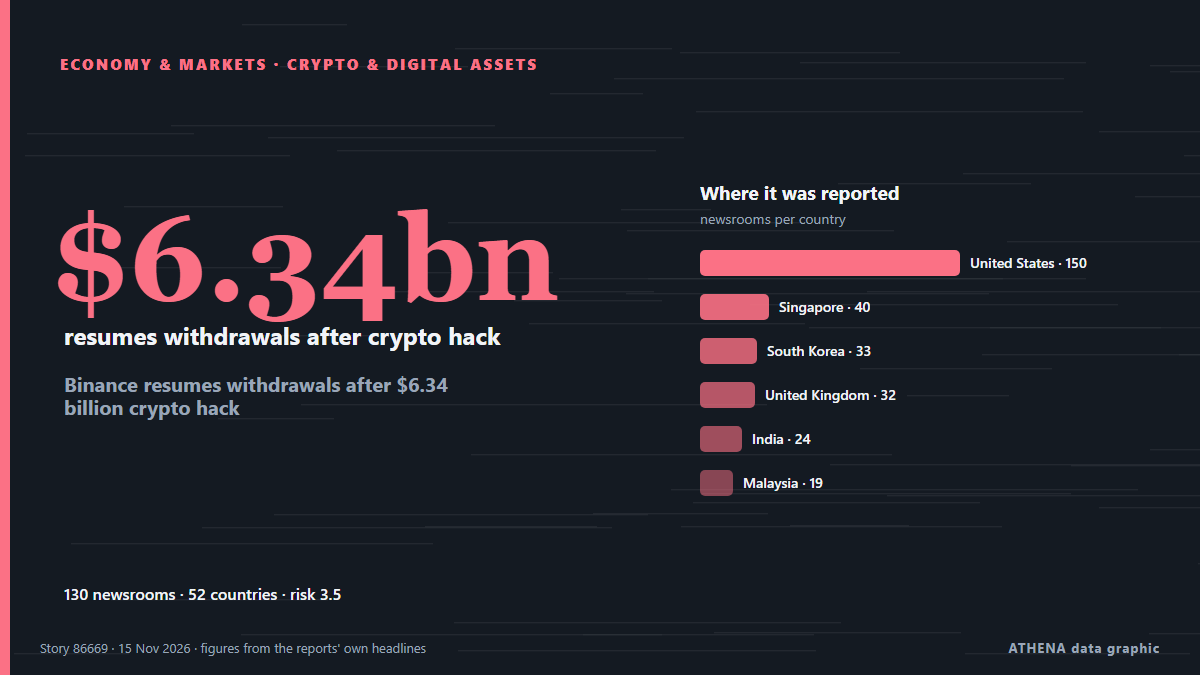 ECONOMY & MARKETS · CRYPTO & DIGITAL ASSETS
$6.34bn
resumes withdrawals after crypto hack
Binance resumes withdrawals after $6.34
billion crypto hack
Where it was reported
newsrooms per country
United States · 150
Singapore · 40
South Korea · 33
United Kingdom · 32
India · 24
Malaysia · 19
130 newsrooms · 52 countries · risk 3.5
Story 86669 · 15 Nov 2026 · figures from the reports' own headlines
ATHENA data graphic